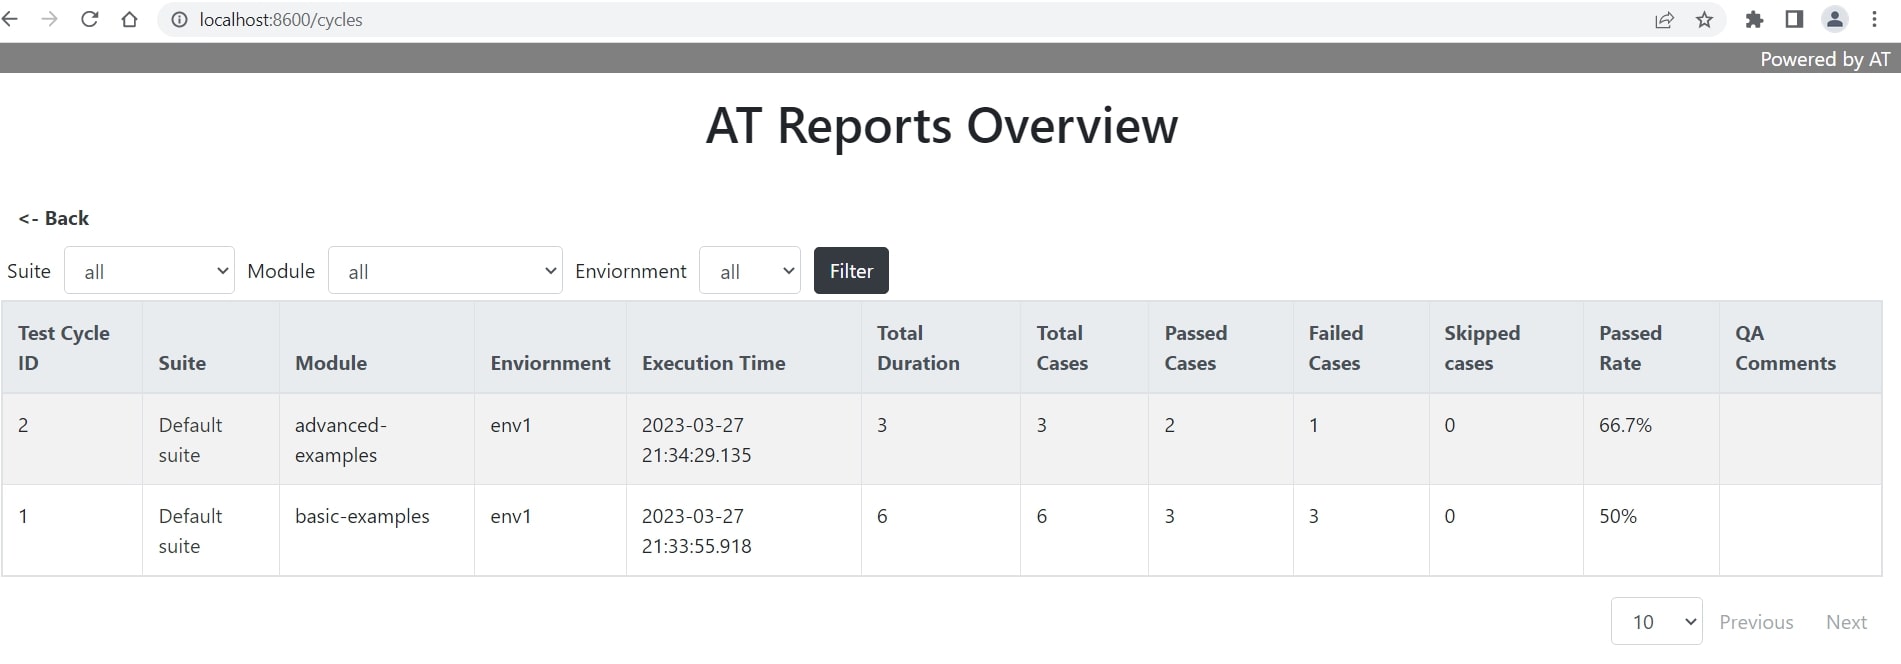 localhost:8600/cycles
Powered by AT
AT Reports Overview
<- Back
Suite all Module all Enviornment all Filter
Test Cycle ID Suite Module Enviornment Execution Time Total Duration Total Cases Passed Cases Failed Cases Skipped cases Passed Rate QA Comments
2 Default suite advanced-examples env1 2023-03-27 21:34:29.135 3 3 2 1 0 66.7%
1 Default suite basic-examples env1 2023-03-27 21:33:55.918 6 6 3 3 0 50%
10 Previous Next